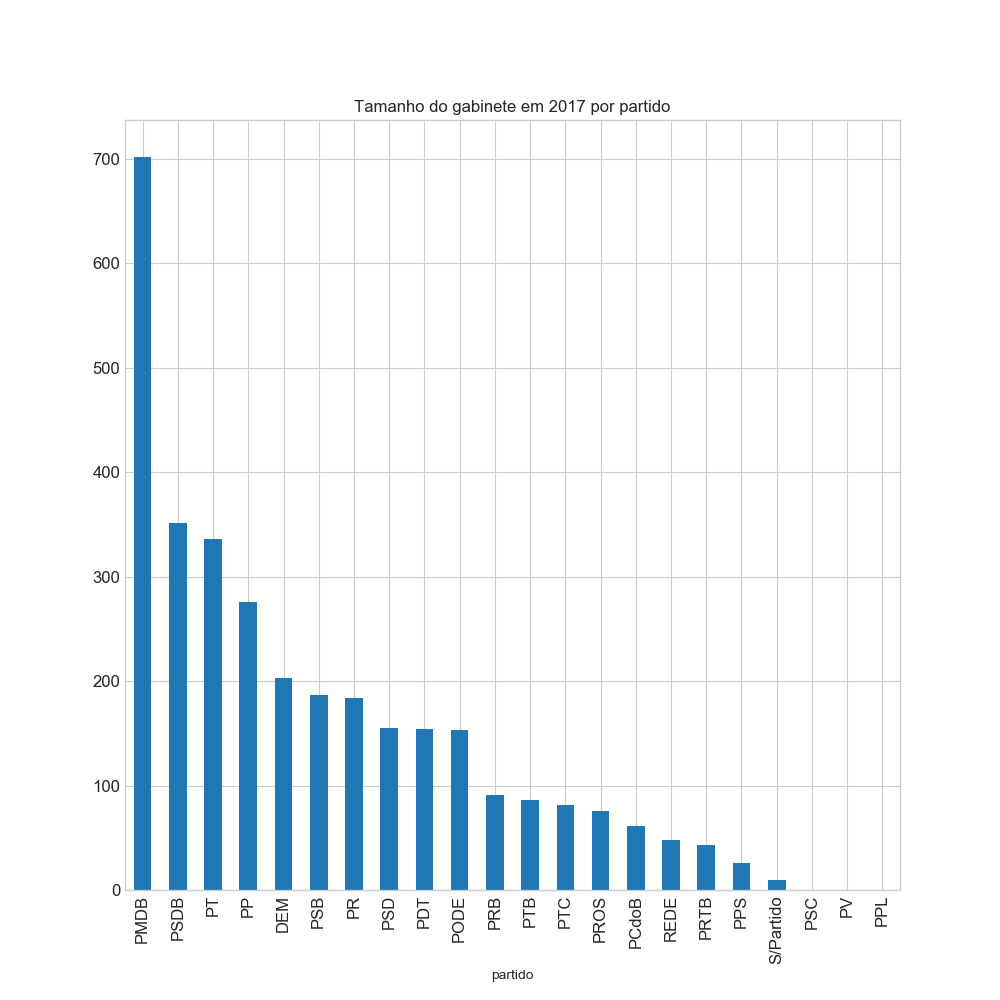 Tamanho do gabinete em 2017 por partido
700
600
500
400
300
200
100
0
PMDB
PSDB
PT
PP
DEM
PSB
PR
PSD
PDT
PODE
PRB
PTB
PTC
PROS
PCdoB
REDE
PRTB
PPS
S/Partido
PSC
PV
PPL
partido